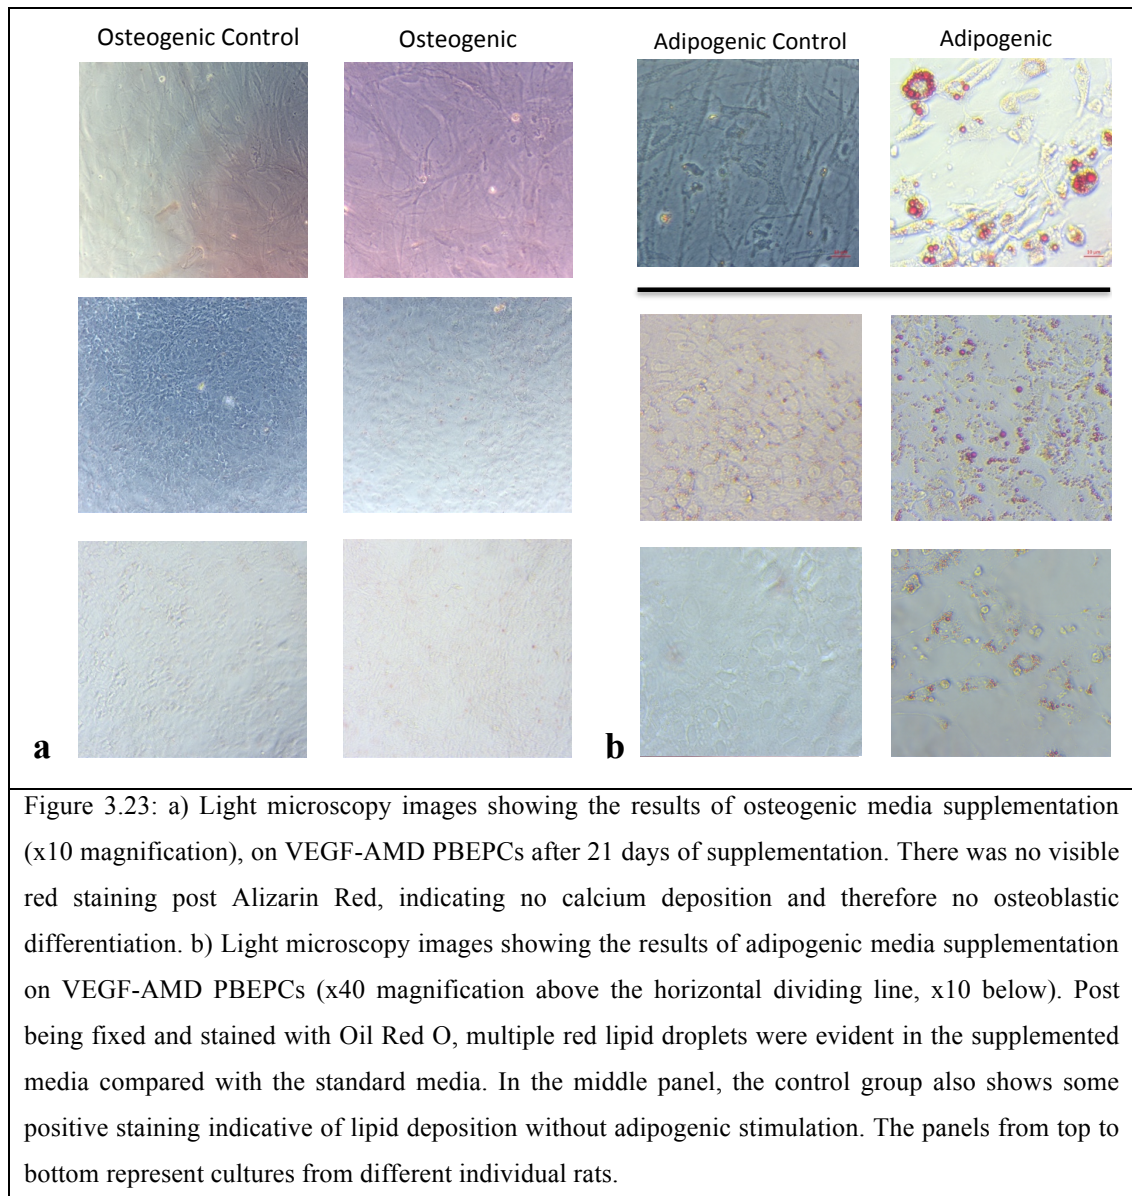 Osteogenic Control Osteogenic Adipogenic Control Adipogenic
a b
Figure 3.23: a) Light microscopy images showing the results of osteogenic media supplementation
(x10 magnification), on VEGF-AMD PBEPCs after 21 days of supplementation. There was no visible
red staining post Alizarin Red, indicating no calcium deposition and therefore no osteoblastic
differentiation. b) Light microscopy images showing the results of adipogenic media supplementation
on VEGF-AMD PBEPCs (x40 magnification above the horizontal dividing line, x10 below). Post
being fixed and stained with Oil Red O, multiple red lipid droplets were evident in the supplemented
media compared with the standard media. In the middle panel, the control group also shows some
positive staining indicative of lipid deposition without adipogenic stimulation. The panels from top to
bottom represent cultures from different individual rats.